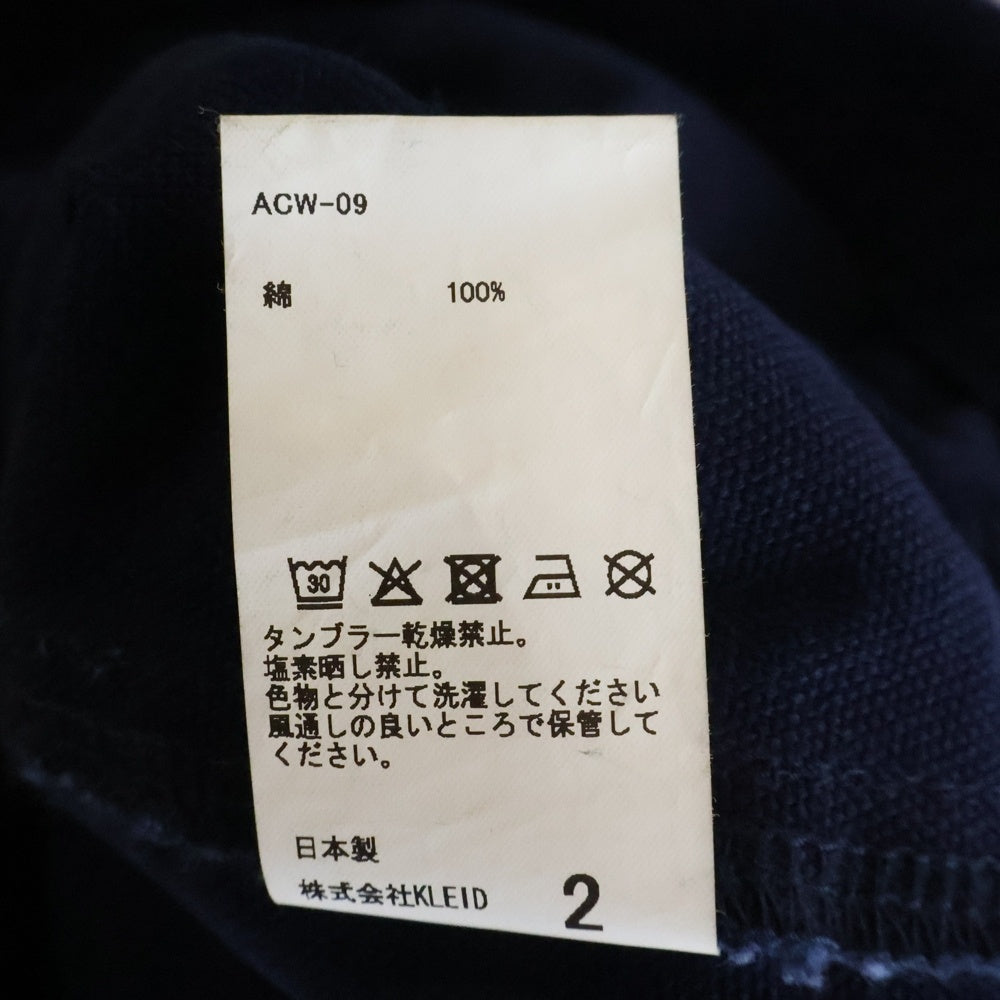 ACW-09
綿 100%
30
タンブラー乾燥禁止。
塩素晒し禁止。
色物と分けて洗濯してください
風通しの良いところで保管して
ください。
日本製
株式会社KLEID 2